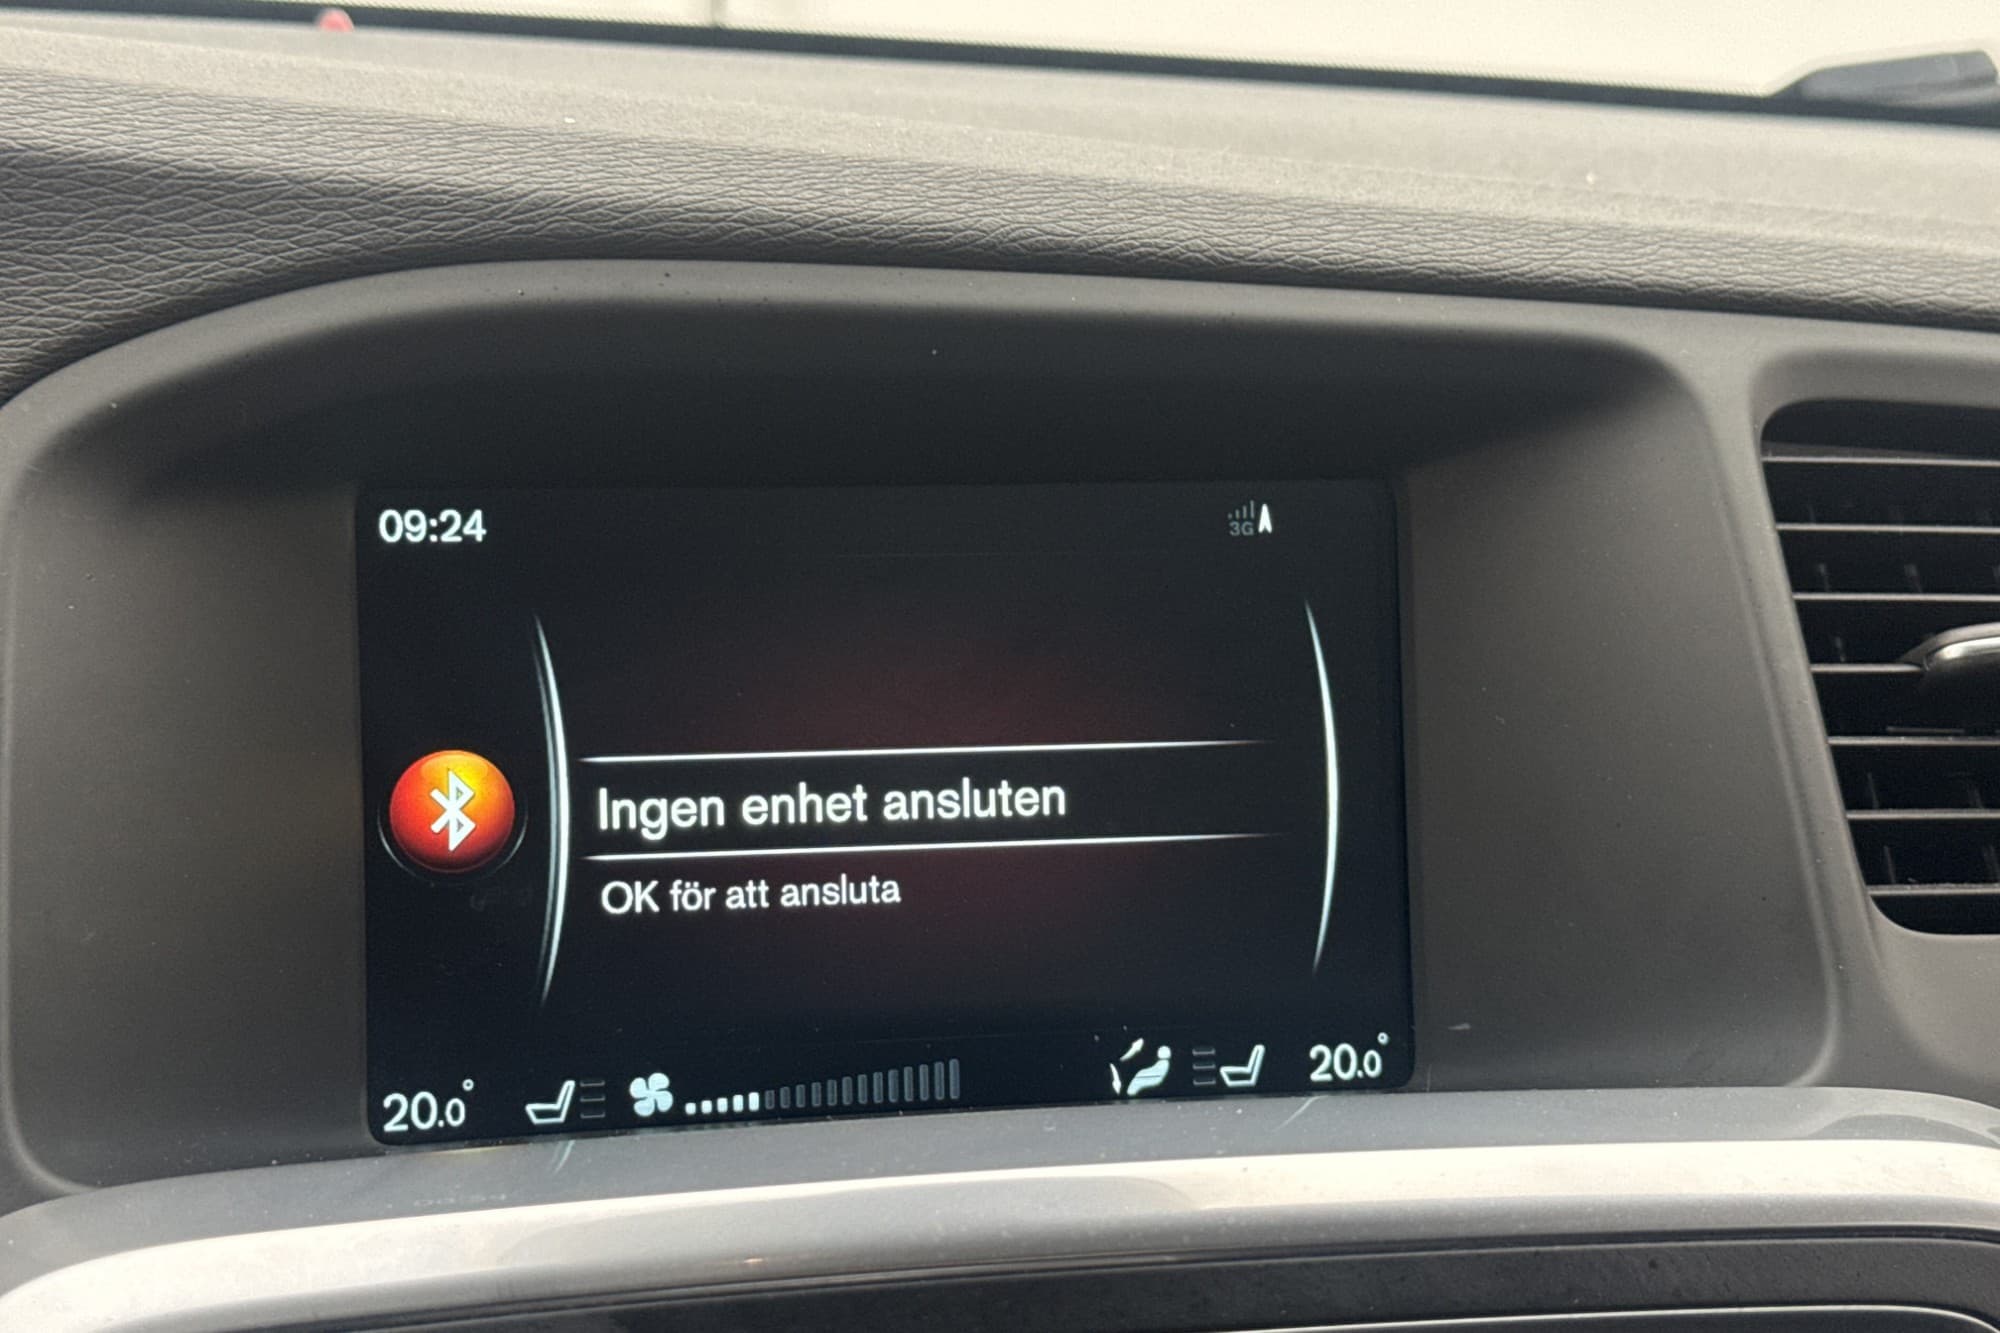 09:24
3G
Ingen enhet ansluten
OK för att ansluta
20.0°
20.0°